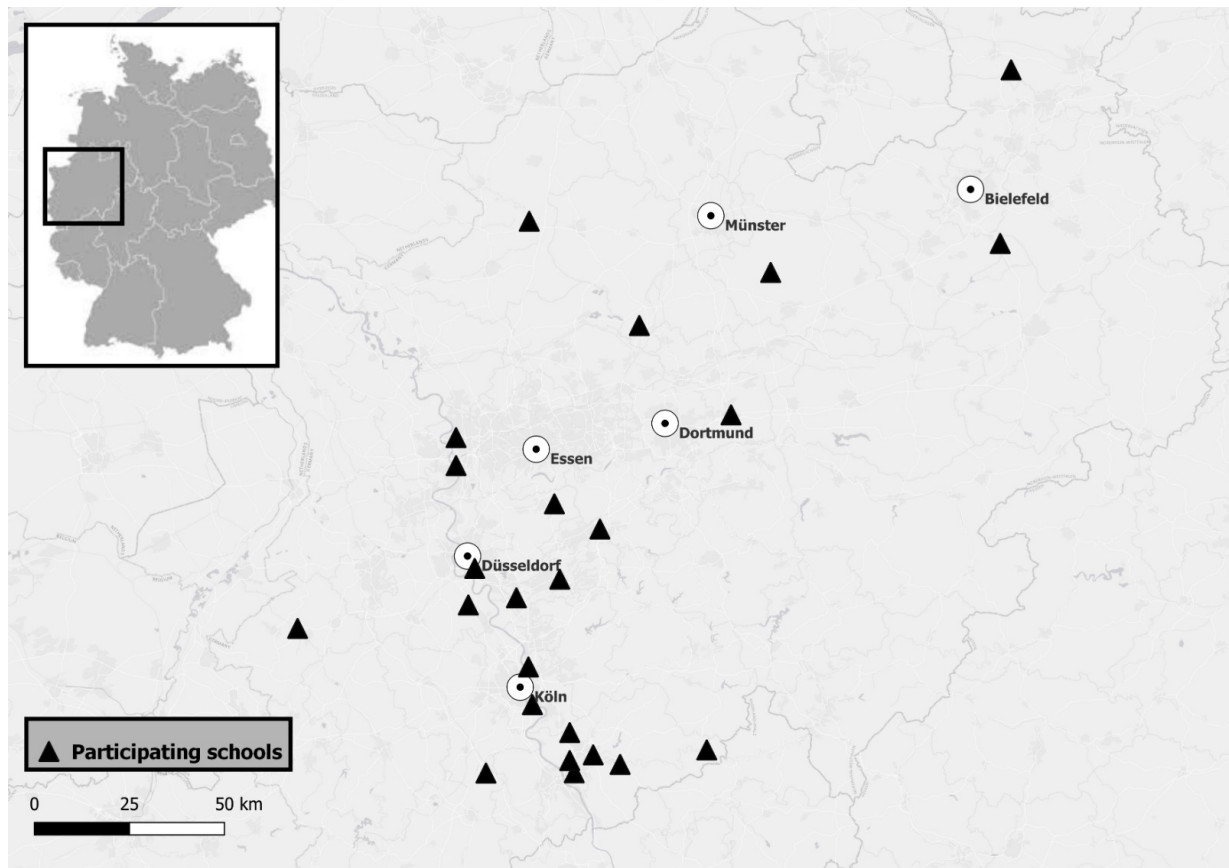 Bielefeld
Münster
Dortmund
Essen
Düsseldorf
Köln
Participating schools
0 25 50 km